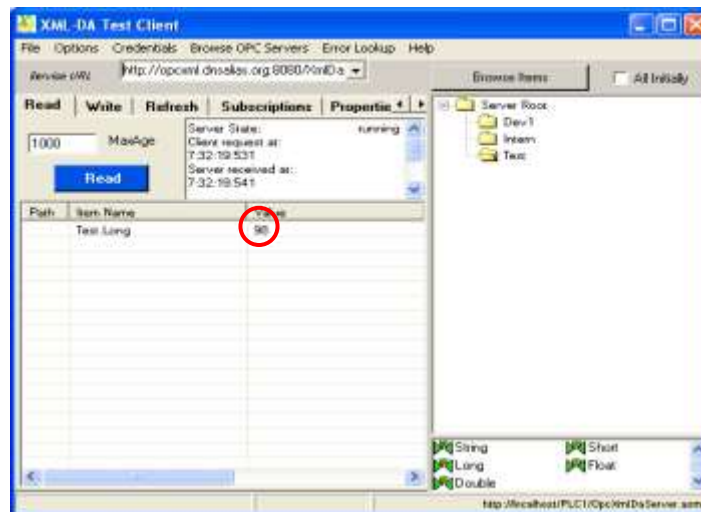 XML-DA Test Client
File Options Credentials Browse OPC Servers Error Lookup Help
Service URL http://opcxml.dnsalias.org:8080/XmlDa Browse Items All Initially
Read Write Refresh Subscriptions Propertie
1000 MaxAge
Read
Server State: running
Client request at:
7:32:19:531
Server received at:
7:32:19:541
Path Item Name Value
Test.Long 98
Server Root
Dev1
Intern
Test
String Short
Long Float
Double
http://localhost/PLC1/OpcXmlDaServer.asm